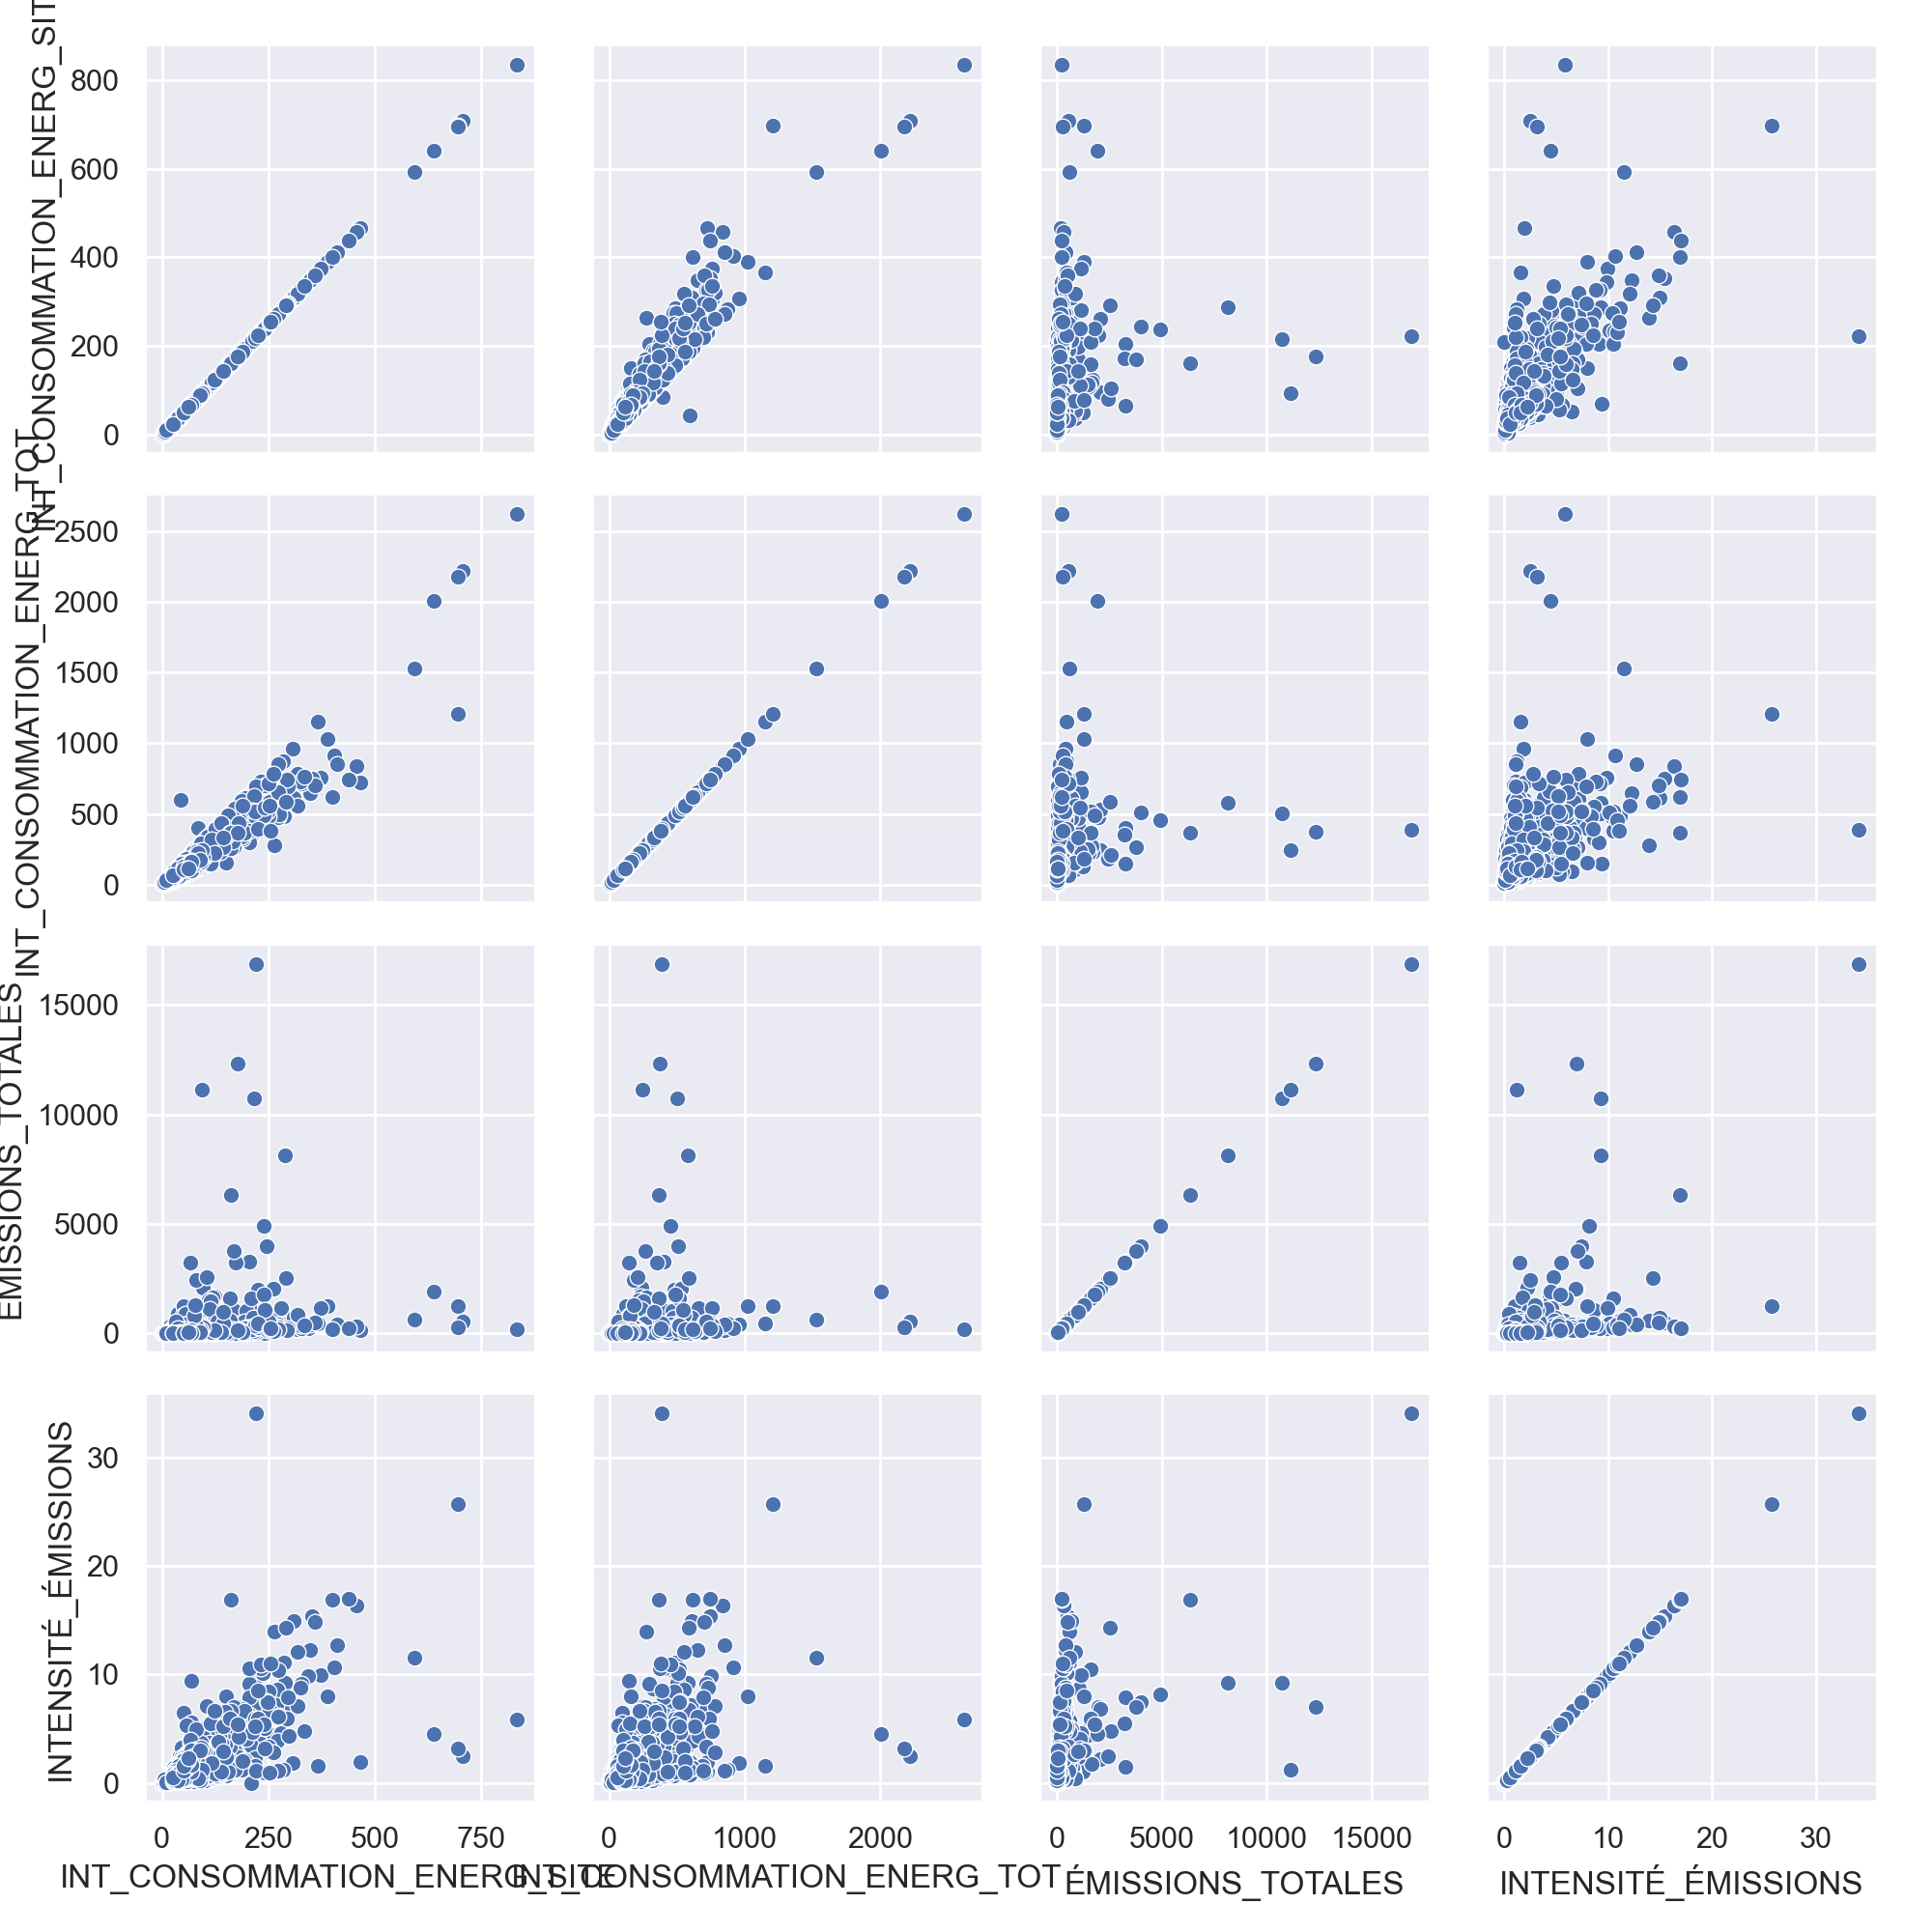 INT_CONSOMMATION_ENERG_SIT
800
600
400
200
0
INT_CONSOMMATION_ENERG_TOT
2500
2000
1500
1000
500
0
ÉMISSIONS_TOTALES
15000
10000
5000
0
INTENSITÉ_ÉMISSIONS
30
20
10
0
0 250 500 750
0 1000 2000
0 5000 10000 15000
0 10 20 30
INT_CONSOMMATION_ENERG_SITE
INT_CONSOMMATION_ENERG_TOT
ÉMISSIONS_TOTALES
INTENSITÉ_ÉMISSIONS